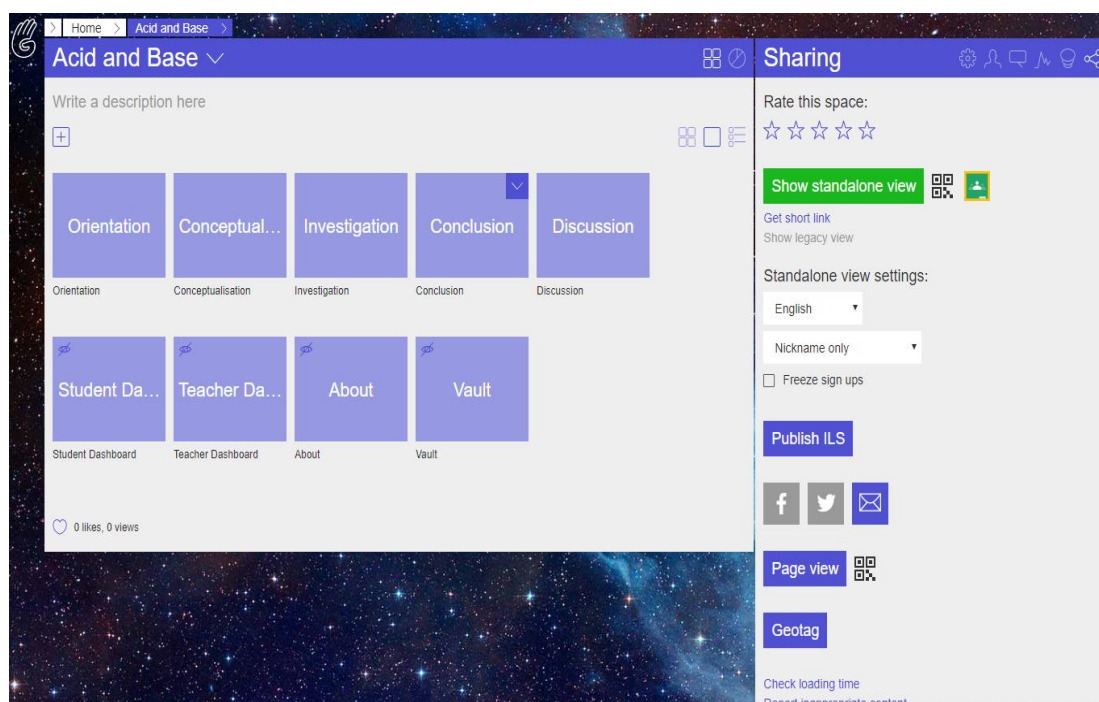 Home
Acid and Base
Acid and Base
Write a description here
Orientation
Conceptual...
Investigation
Conclusion
Discussion
Orientation
Conceptualisation
Investigation
Conclusion
Discussion
Student Da...
Teacher Da...
About
Vault
Student Dashboard
Teacher Dashboard
About
Vault
0 likes, 0 views
Sharing
Rate this space:
Show standalone view
Get short link
Show legacy view
Standalone view settings:
English
Nickname only
Freeze sign ups
Publish ILS
Page view
Geotag
Check loading time
Report inappropriate content